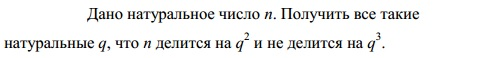 Дано натуральное число n. Получить все такие
натуральные q, что n делится на q² и не делится на q³.